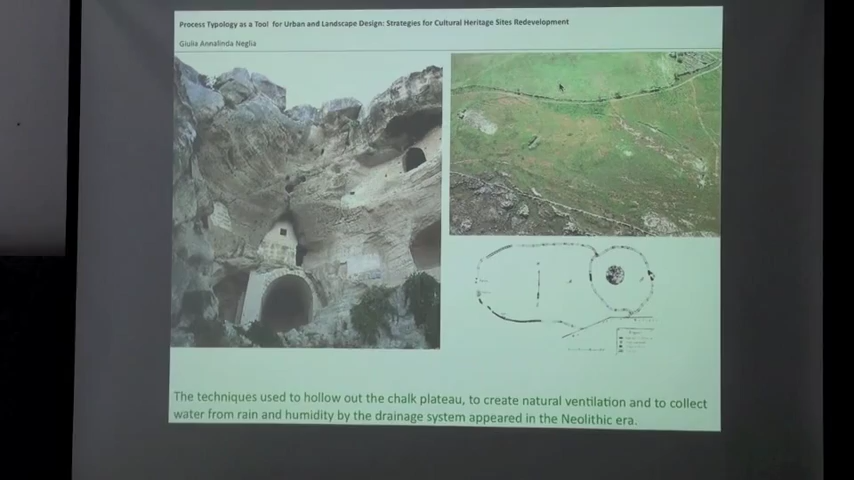 Process Typology as a Tool for Urban and Landscape Design: Strategies for Cultural Heritage Sites Redevelopment
Giulia Annalinda Neglia
The techniques used to hollow out the chalk plateau, to create natural ventilation and to collect
water from rain and humidity by the drainage system appeared in the Neolithic era.